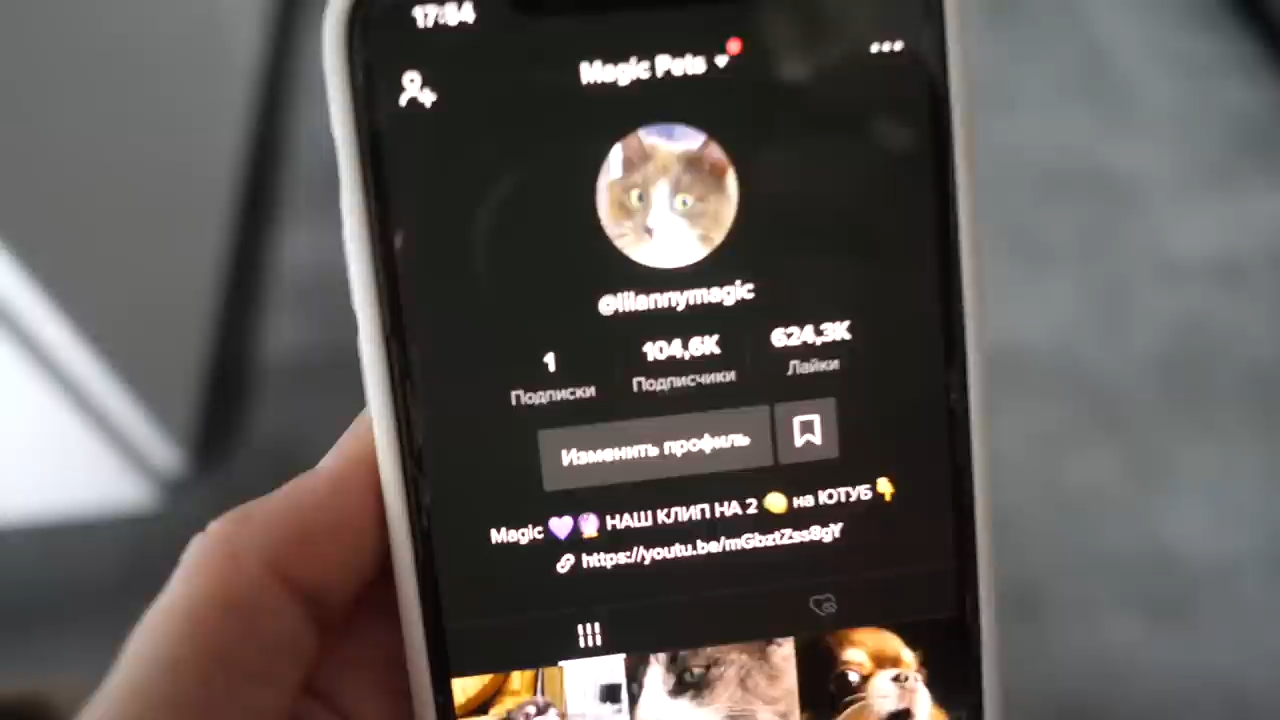 17:54
Magic Pets
@lilannymagic
1 104,6K 624,3K
Подписки Подписчики Лайки
Изменить профиль
Magic 💜🔮 НАШ КЛИП НА 2 🍋 на ЮТУБ👇
https://youtu.be/mGbztZss8gY